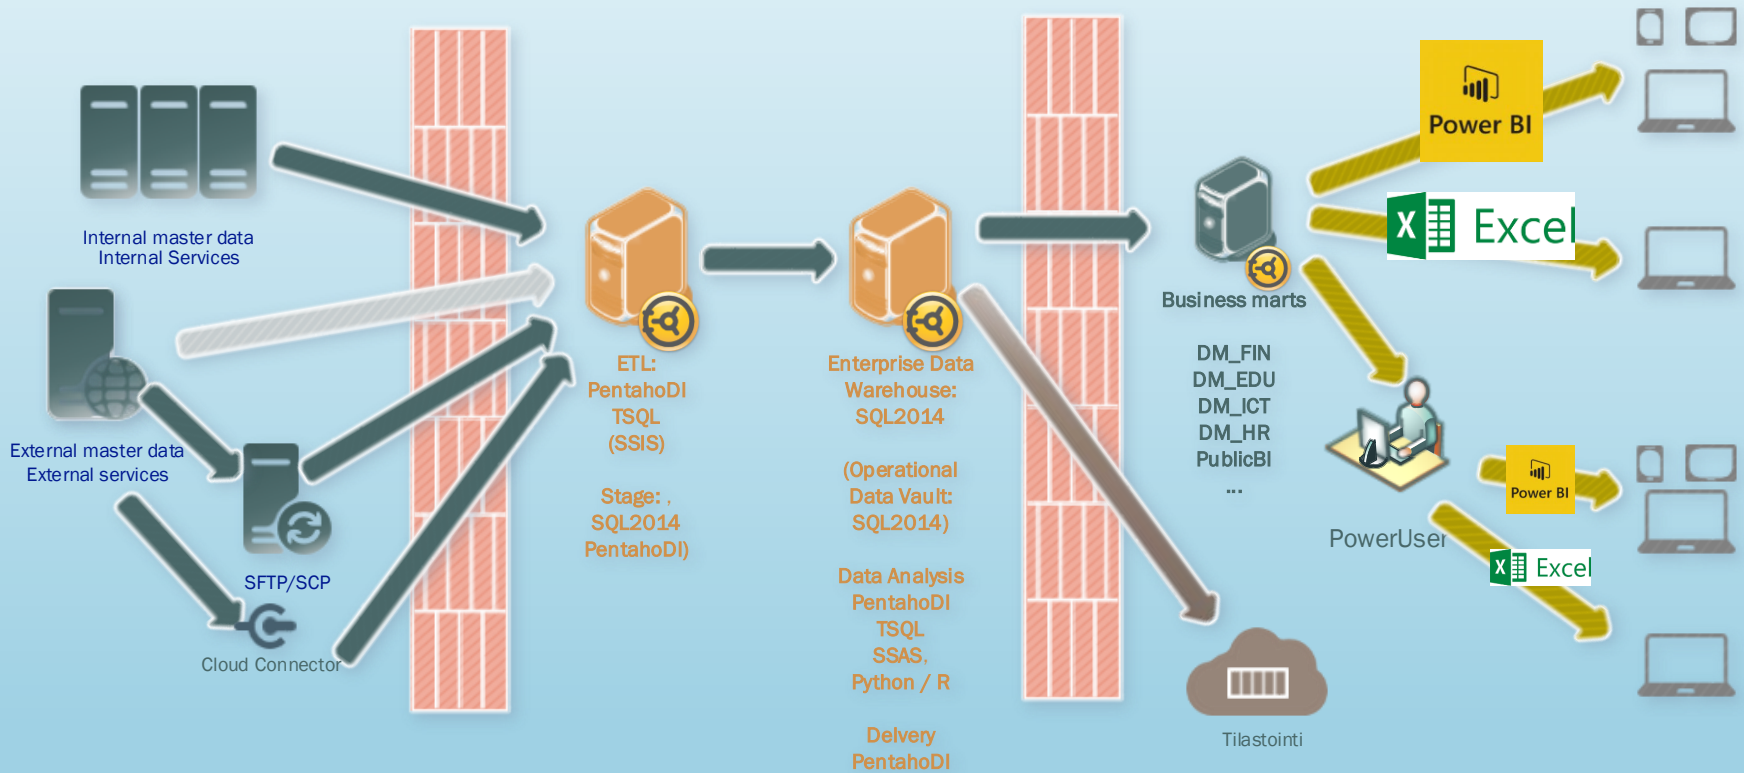 Internal master data
Internal Services
External master data
External services
SFTP/SCP
Cloud Connector
ETL:
PentahoDI
TSQL
(SSIS)
Stage: ,
SQL2014
PentahoDI)
Enterprise Data
Warehouse:
SQL2014
(Operational
Data Vault:
SQL2014)
Data Analysis
PentahoDI
TSQL
SSAS,
Python / R
Delvery
PentahoDI
Business marts
DM_FIN
DM_EDU
DM_ICT
DM_HR
PublicBI
...
Tilastointi
Power BI
X Excel
PowerUser
Power BI
X Excel